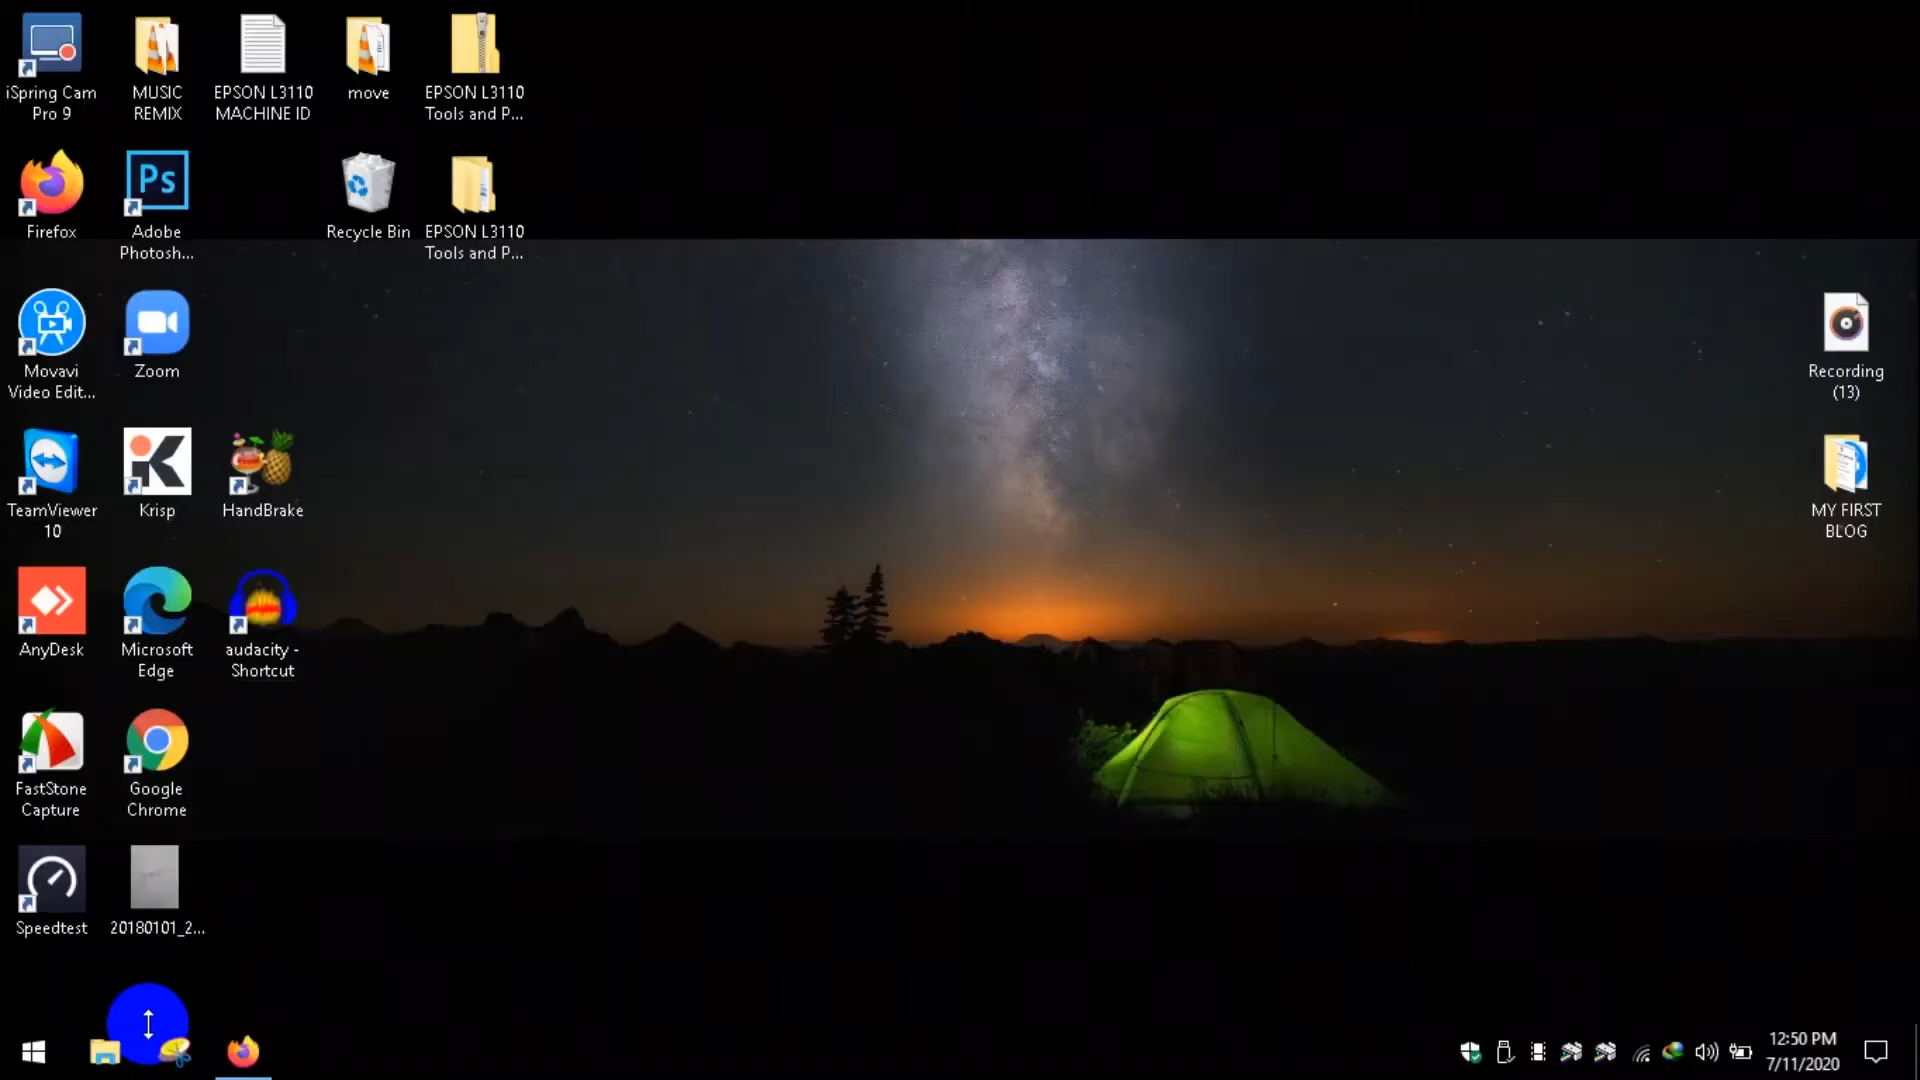 iSpring Cam
Pro 9
MUSIC
REMIX
EPSON L3110
MACHINE ID
move
EPSON L3110
Tools and P...
Firefox
Ps
Adobe
Photosh...
Recycle Bin
EPSON L3110
Tools and P...
Movavi
Video Edit...
Zoom
Recording
(13)
TeamViewer
10
Krisp
HandBrake
MY FIRST
BLOG
AnyDesk
Microsoft
Edge
audacity -
Shortcut
FastStone
Capture
Google
Chrome
Speedtest
20180101_2...
12:50 PM
7/11/2020